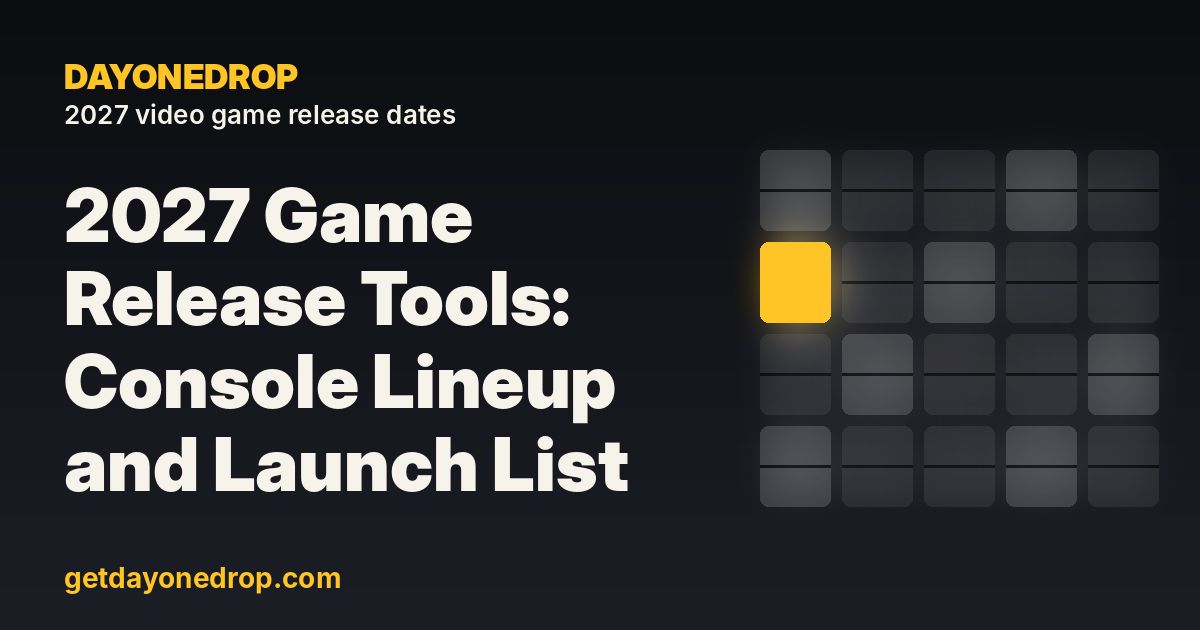 DAYONEDROP
2027 video game release dates
2027 Game
Release Tools:
Console Lineup
and Launch List
getdayonedrop.com